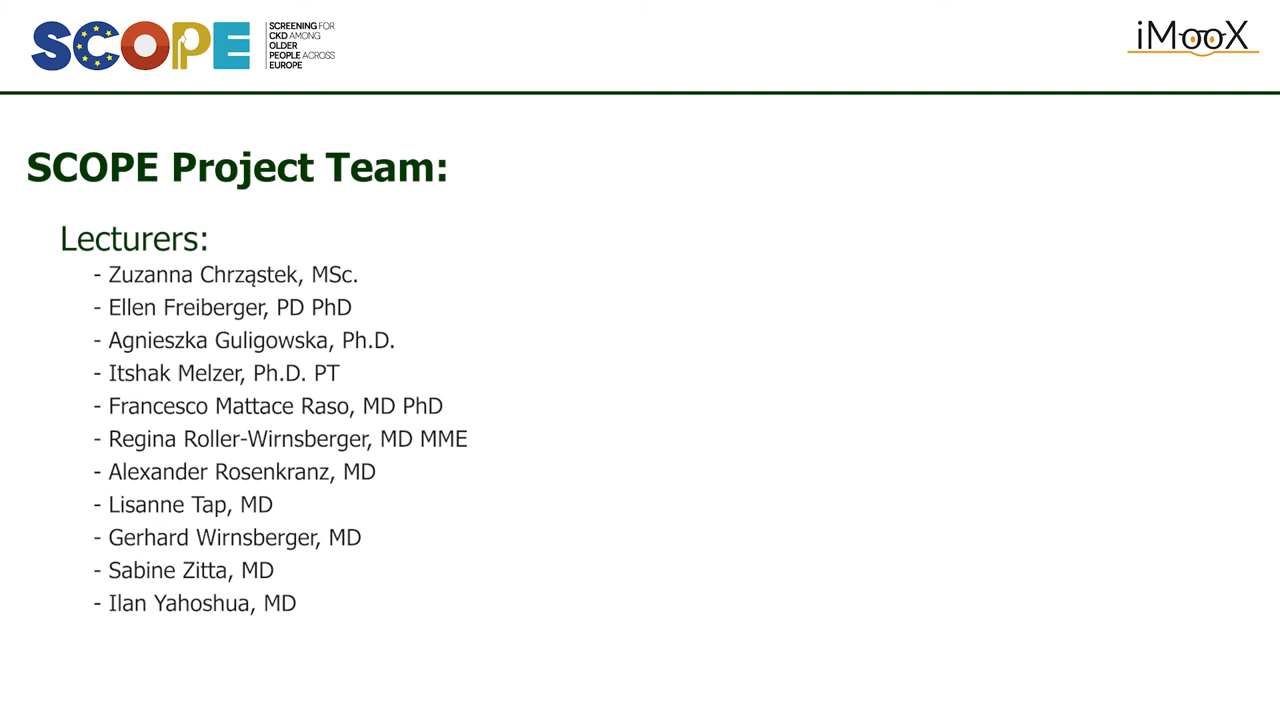 SCOPE
SCREENING FOR
CKD AMONG
OLDER
PEOPLE ACROSS
EUROPE
iMooX
SCOPE Project Team:
Lecturers:
- Zuzanna Chrząstek, MSc.
- Ellen Freiberger, PD PhD
- Agnieszka Guligowska, Ph.D.
- Itshak Melzer, Ph.D. PT
- Francesco Mattace Raso, MD PhD
- Regina Roller-Wirnsberger, MD MME
- Alexander Rosenkranz, MD
- Lisanne Tap, MD
- Gerhard Wirnsberger, MD
- Sabine Zitta, MD
- Ilan Yahoshua, MD